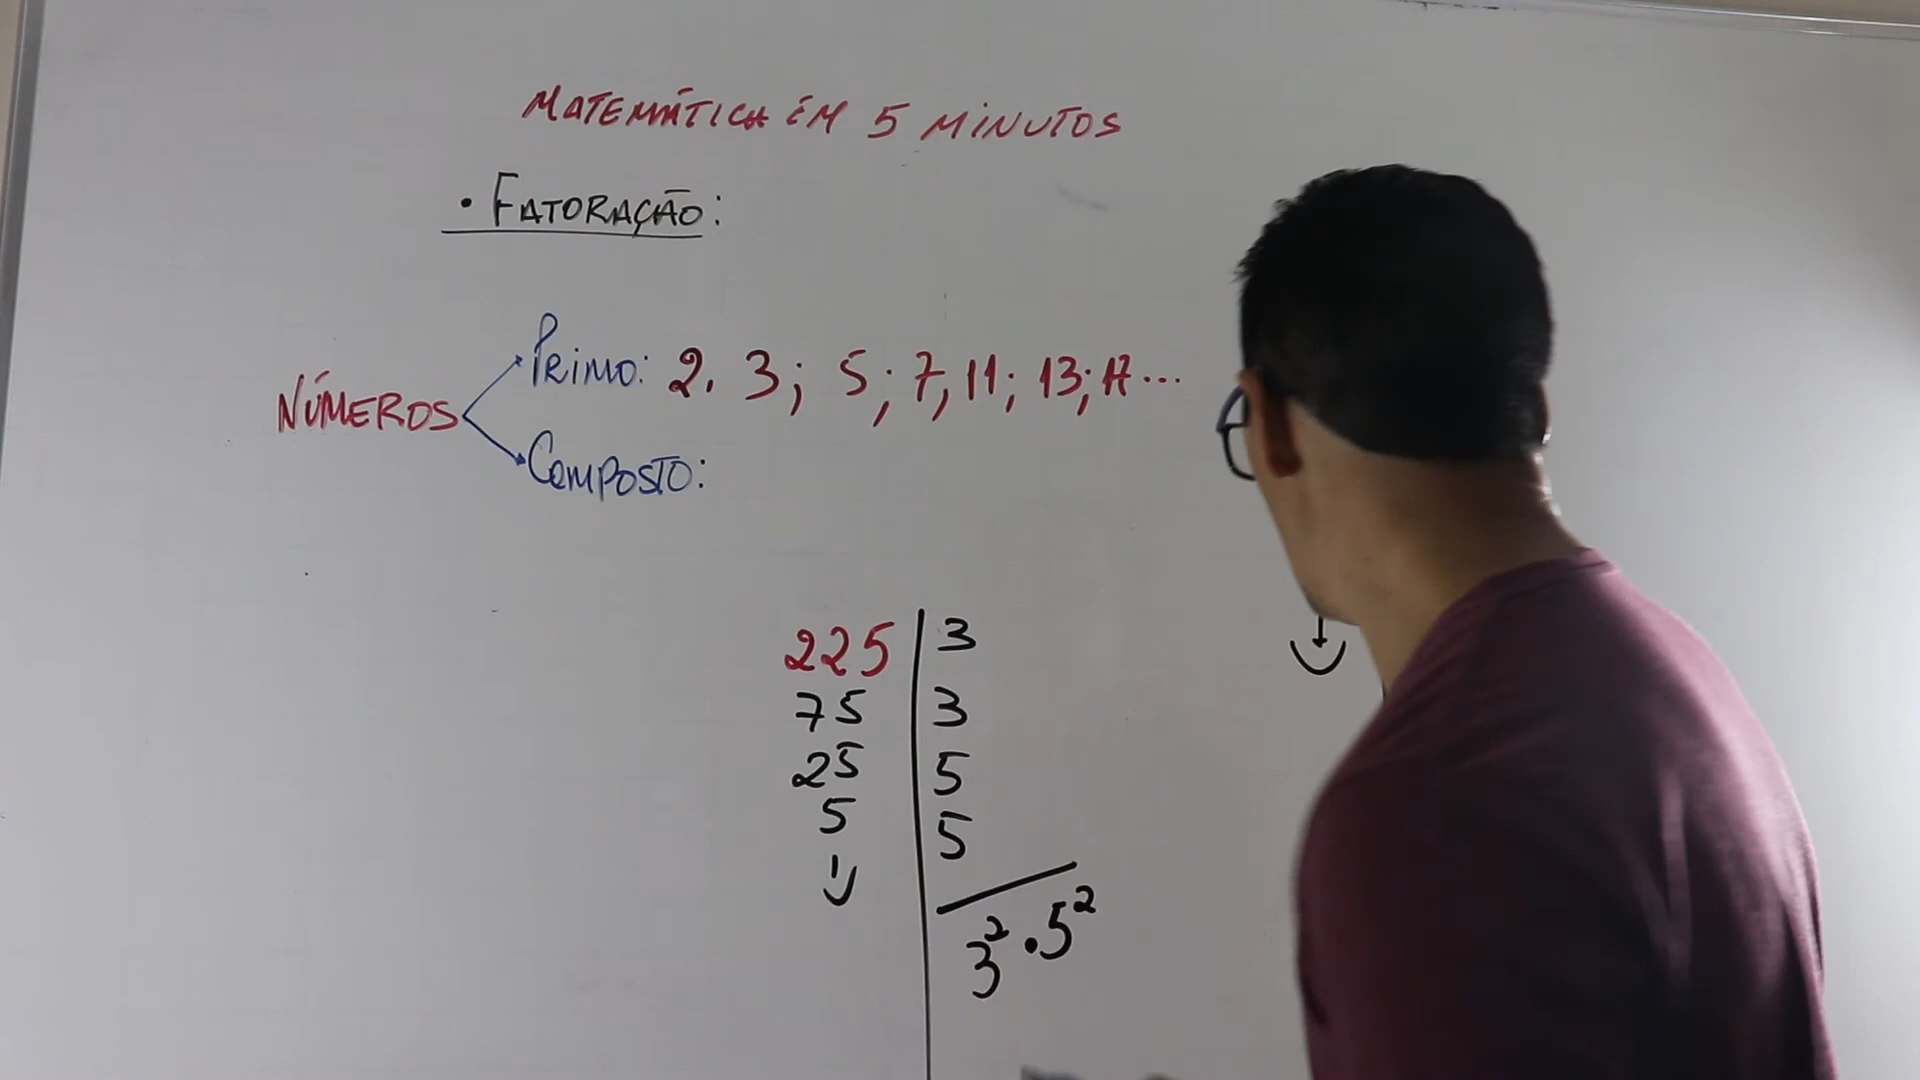 MATEMÁTICA EM 5 MINUTOS
• FATORAÇÃO:
NÚMEROS
PRIMO: 2. 3; 5; 7, 11; 13; 17...
COMPOSTO:
225 | 3
75 | 3
25 | 5
5 | 5
1
3² • 5²